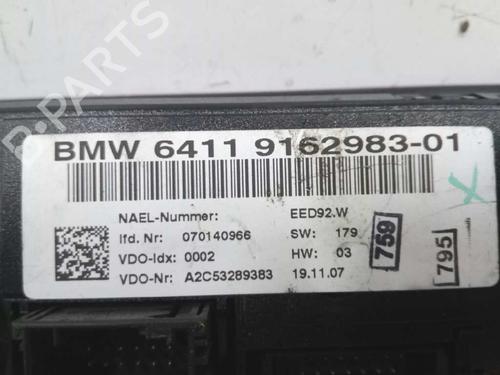 B-PARTS
BMW 6411 9162983-01
NAEL-Nummer: EED92.W
lfd. Nr: 070140966 SW: 179
VDO-Idx: 0002 HW: 03
VDO-Nr: A2C53289383 19.11.07
759
795